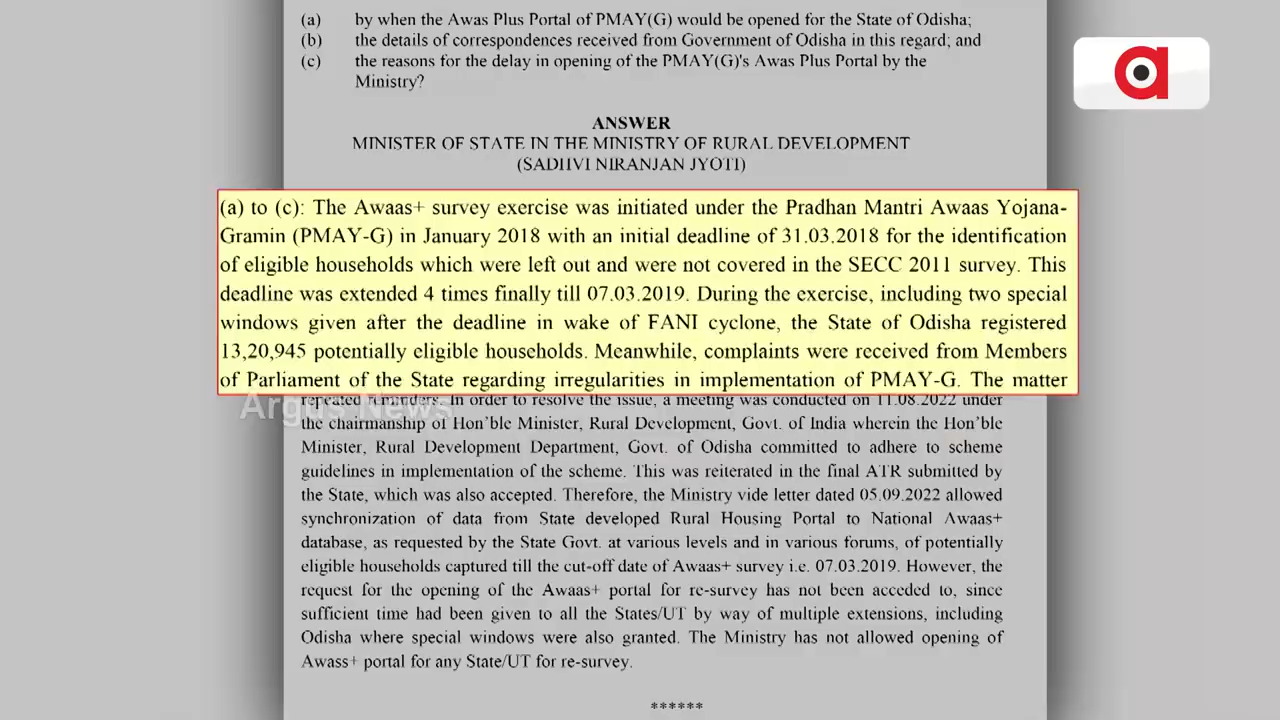 (a) by when the Awas Plus Portal of PMAY(G) would be opened for the State of Odisha;
(b) the details of correspondences received from Government of Odisha in this regard; and
(c) the reasons for the delay in opening of the PMAY(G)'s Awas Plus Portal by the
Ministry?
ANSWER
MINISTER OF STATE IN THE MINISTRY OF RURAL DEVELOPMENT
(SADHVI NIRANJAN JYOTI)
(a) to (c): The Awaas+ survey exercise was initiated under the Pradhan Mantri Awaas Yojana-
Gramin (PMAY-G) in January 2018 with an initial deadline of 31.03.2018 for the identification
of eligible households which were left out and were not covered in the SECC 2011 survey. This
deadline was extended 4 times finally till 07.03.2019. During the exercise, including two special
windows given after the deadline in wake of FANI cyclone, the State of Odisha registered
13,20,945 potentially eligible households. Meanwhile, complaints were received from Members
of Parliament of the State regarding irregularities in implementation of PMAY-G. The matter
repeated reminders. In order to resolve the issue, a meeting was conducted on 11.08.2022 under
Argus News
the chairmanship of Hon'ble Minister, Rural Development, Govt. of India wherein the Hon'ble
Minister, Rural Development Department, Govt. of Odisha committed to adhere to scheme
guidelines in implementation of the scheme. This was reiterated in the final ATR submitted by
the State, which was also accepted. Therefore, the Ministry vide letter dated 05.09.2022 allowed
synchronization of data from State developed Rural Housing Portal to National Awaas+
database, as requested by the State Govt. at various levels and in various forums, of potentially
eligible households captured till the cut-off date of Awaas+ survey i.e. 07.03.2019. However, the
request for the opening of the Awaas+ portal for re-survey has not been acceded to, since
sufficient time had been given to all the States/UT by way of multiple extensions, including
Odisha where special windows were also granted. The Ministry has not allowed opening of
Awass+ portal for any State/UT for re-survey.
******
a